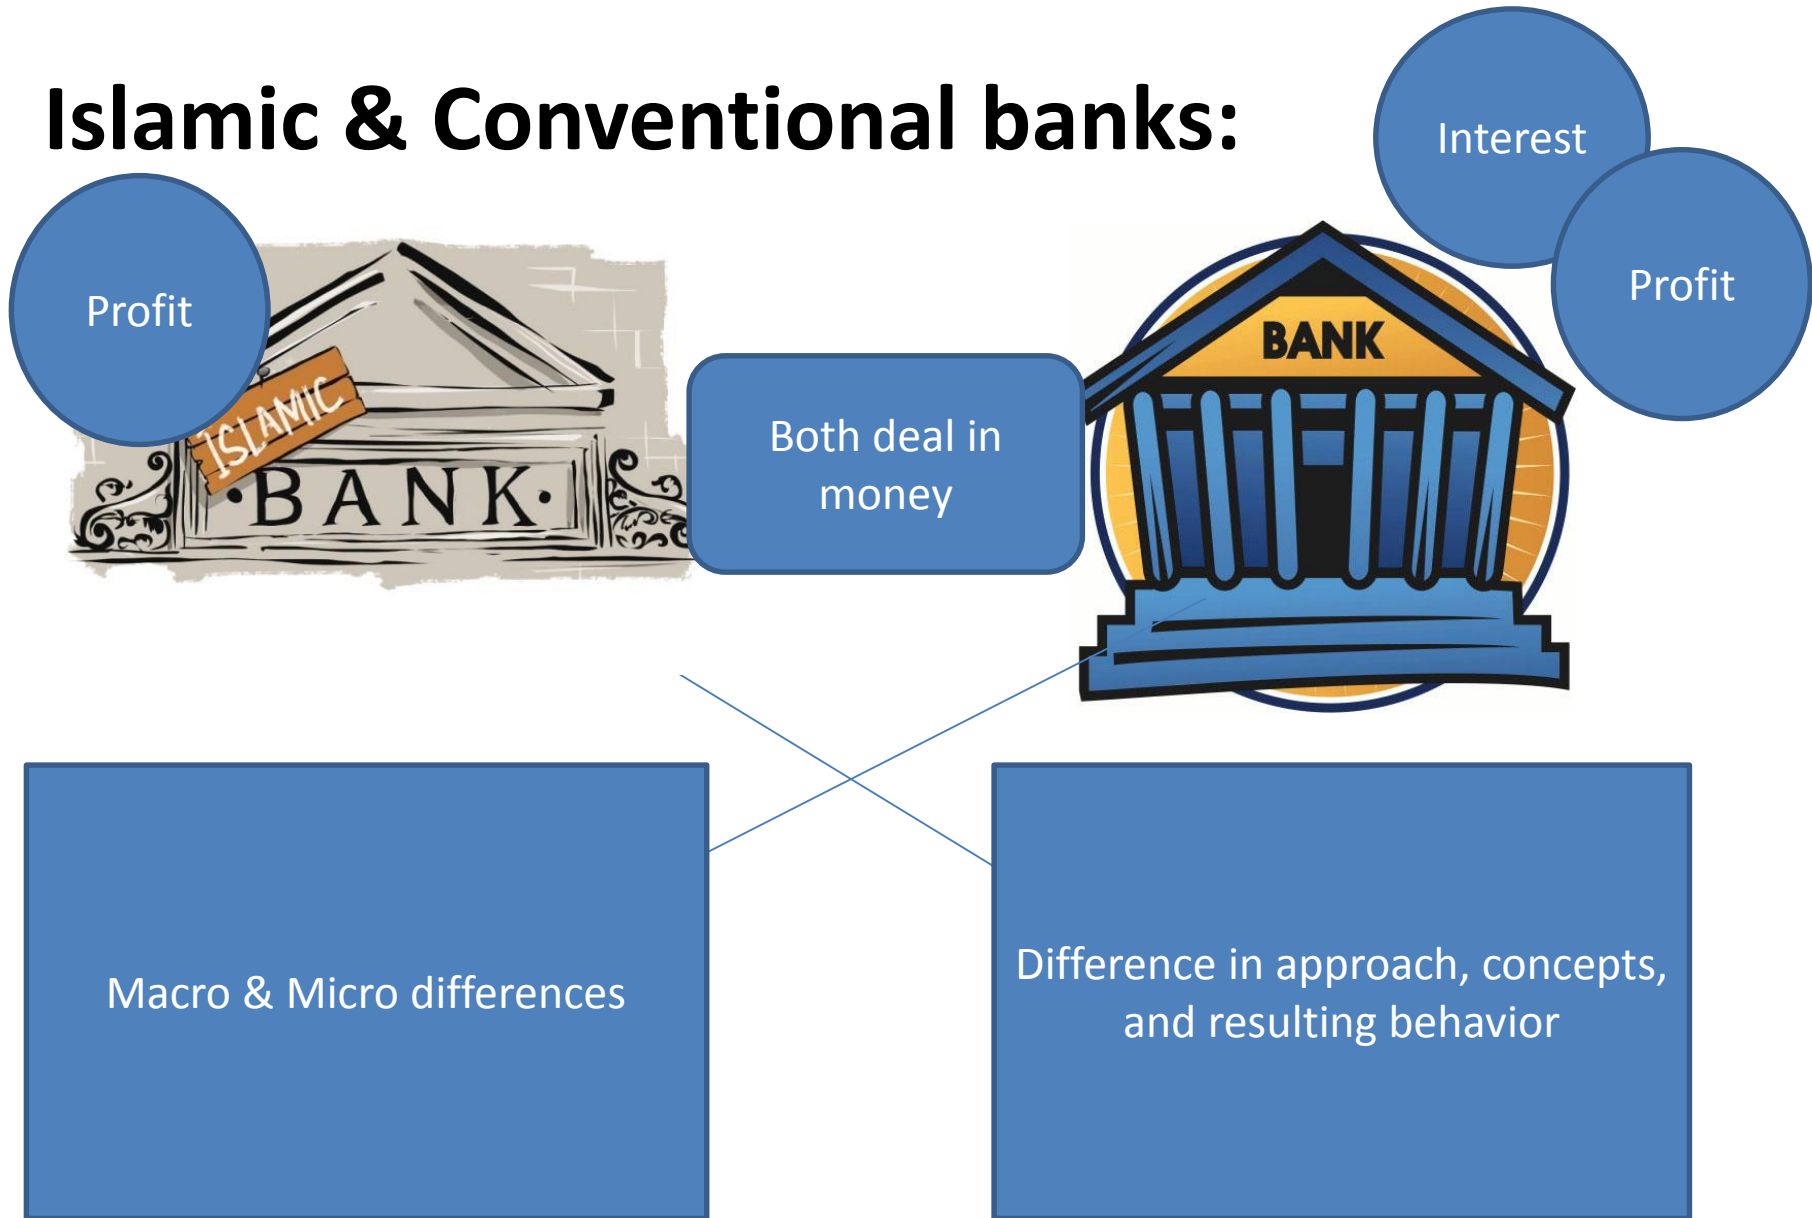 Islamic & Conventional banks:
Interest
Profit
Profit
ISLAMIC
·BANK·
BANK
Both deal in
money
Macro & Micro differences
Difference in approach, concepts,
and resulting behavior